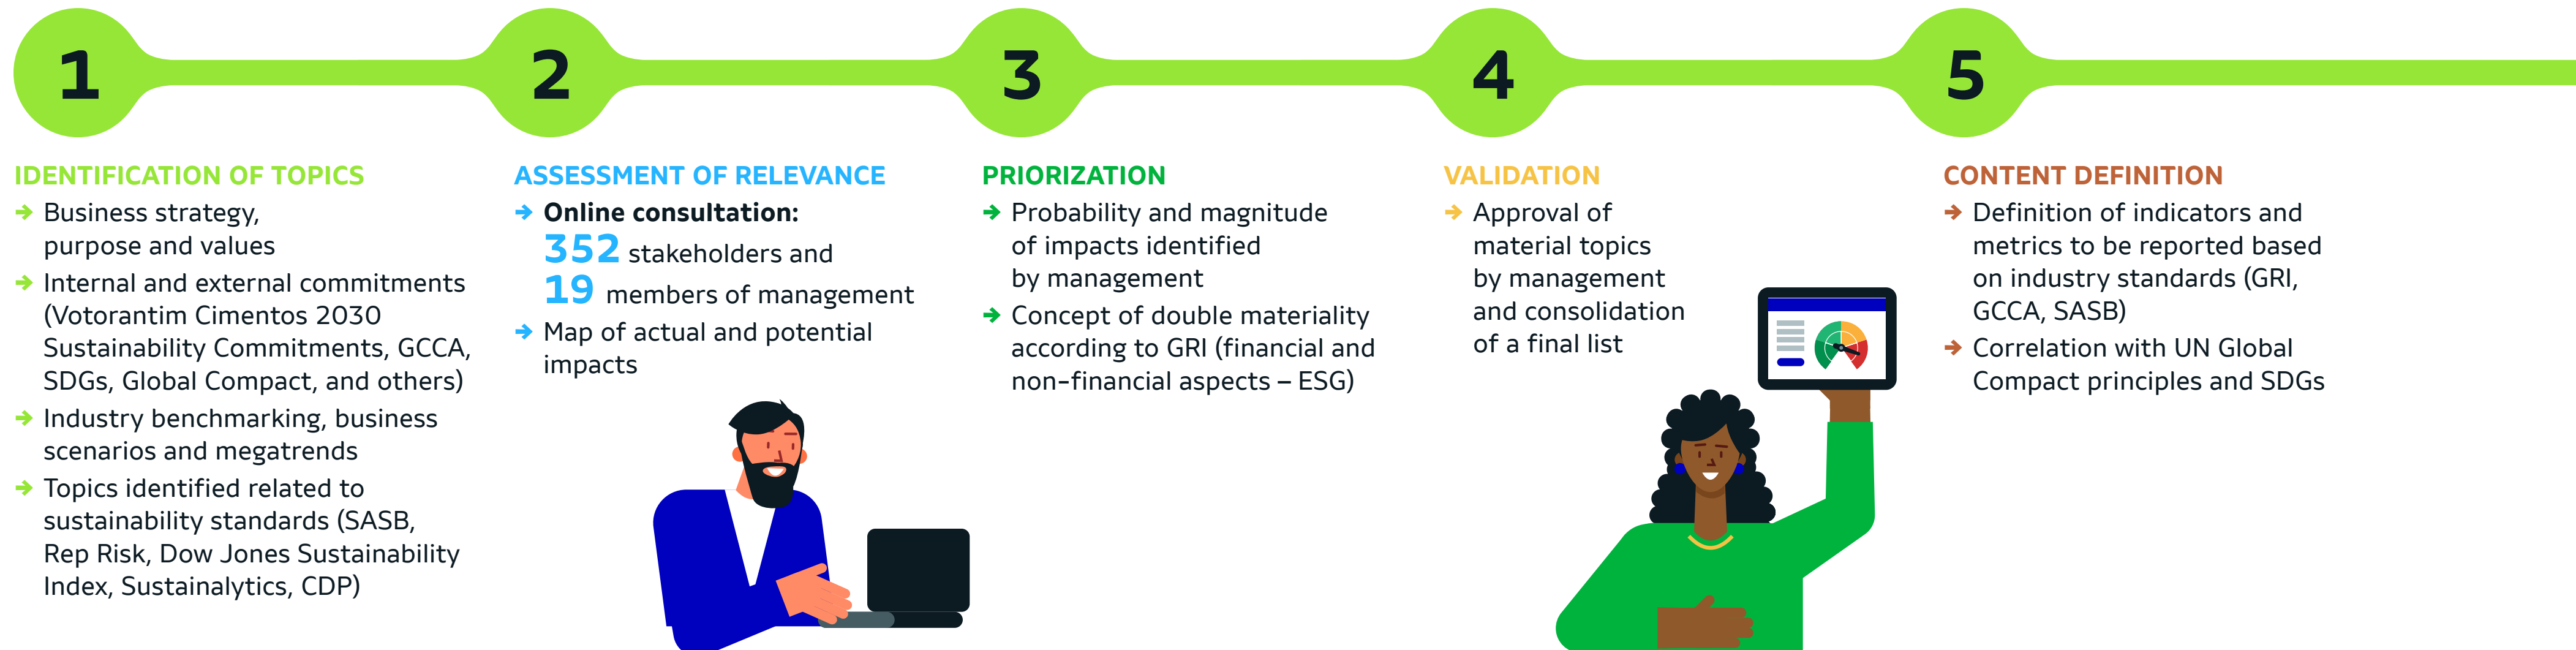 1
2
3
4
5
IDENTIFICATION OF TOPICS
→ Business strategy,
purpose and values
→ Internal and external commitments
(Votorantim Cimentos 2030
Sustainability Commitments, GCCA,
SDGs, Global Compact, and others)
→ Industry benchmarking, business
scenarios and megatrends
→ Topics identified related to
sustainability standards (SASB,
Rep Risk, Dow Jones Sustainability
Index, Sustainalytics, CDP)
ASSESSMENT OF RELEVANCE
→ Online consultation:
352 stakeholders and
19 members of management
→ Map of actual and potential
impacts
PRIORIZATION
→ Probability and magnitude
of impacts identified
by management
→ Concept of double materiality
according to GRI (financial and
non-financial aspects – ESG)
VALIDATION
→ Approval of
material topics
by management
and consolidation
of a final list
CONTENT DEFINITION
→ Definition of indicators and
metrics to be reported based
on industry standards (GRI,
GCCA, SASB)
→ Correlation with UN Global
Compact principles and SDGs